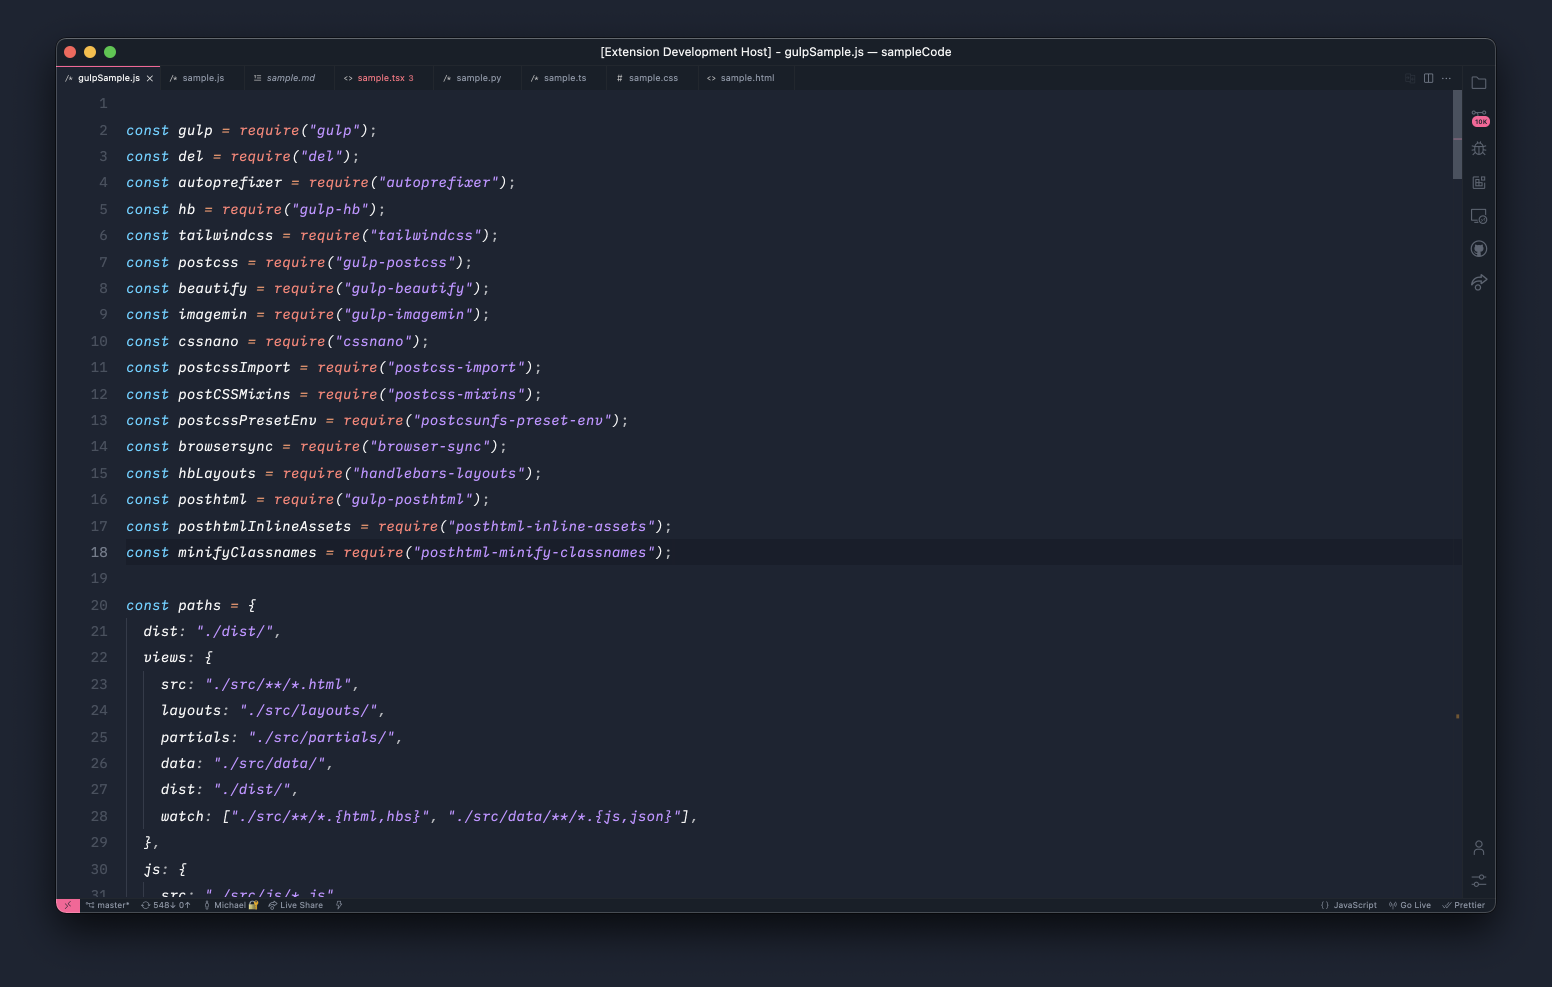 [Extension Development Host] - gulpSample.js — sampleCode
gulpSample.js sample.js sample.md sample.tsx 3 sample.py sample.ts # sample.css <> sample.html
10K
1
2 const gulp = require("gulp");
3 const del = require("del");
4 const autoprefixer = require("autoprefixer");
5 const hb = require("gulp-hb");
6 const tailwindcss = require("tailwindcss");
7 const postcss = require("gulp-postcss");
8 const beautify = require("gulp-beautify");
9 const imagemin = require("gulp-imagemin");
10 const cssnano = require("cssnano");
11 const postcssImport = require("postcss-import");
12 const postCSSMixins = require("postcss-mixins");
13 const postcssPresetEnv = require("postcsunfs-preset-env");
14 const browsersync = require("browser-sync");
15 const hbLayouts = require("handlebars-layouts");
16 const posthtml = require("gulp-posthtml");
17 const posthtmlInlineAssets = require("posthtml-inline-assets");
18 const minifyClassnames = require("posthtml-minify-classnames");
19
20 const paths = {
21 dist: "./dist/",
22 views: {
23 src: "./src/**/*.html",
24 layouts: "./src/layouts/",
25 partials: "./src/partials/",
26 data: "./src/data/",
27 dist: "./dist/",
28 watch: ["./src/**/*.{html,hbs}", "./src/data/**/*.{js,json}"],
29 },
30 js: {
31 src: "./src/js/*.js",
master* 548↓ 0↑ Michael Live Share {} JavaScript Go Live Prettier